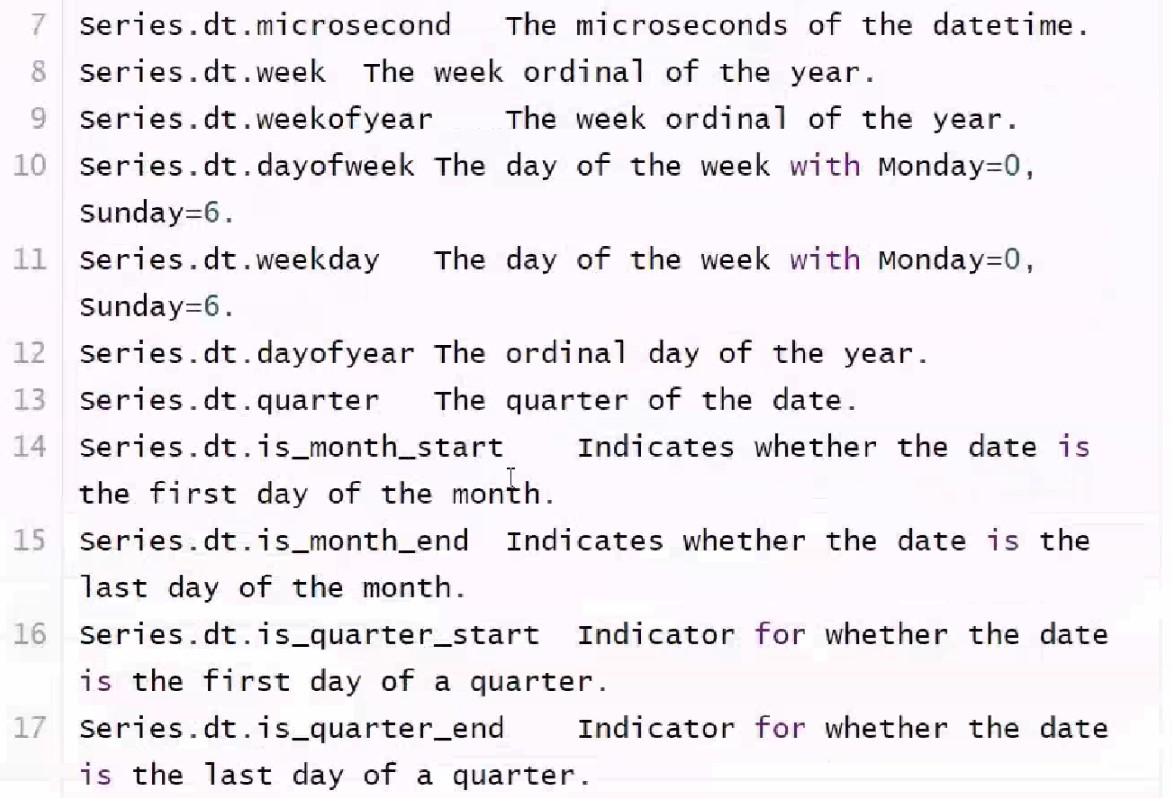 7 Series.dt.microsecond The microseconds of the datetime.
8 Series.dt.week The week ordinal of the year.
9 Series.dt.weekofyear The week ordinal of the year.
10 Series.dt.dayofweek The day of the week with Monday=0,
Sunday=6.
11 Series.dt.weekday The day of the week with Monday=0,
Sunday=6.
12 Series.dt.dayofyear The ordinal day of the year.
13 Series.dt.quarter The quarter of the date.
14 Series.dt.is_month_start Indicates whether the date is
the first day of the month.
15 Series.dt.is_month_end Indicates whether the date is the
last day of the month.
16 Series.dt.is_quarter_start Indicator for whether the date
is the first day of a quarter.
17 Series.dt.is_quarter_end Indicator for whether the date
is the last day of a quarter.